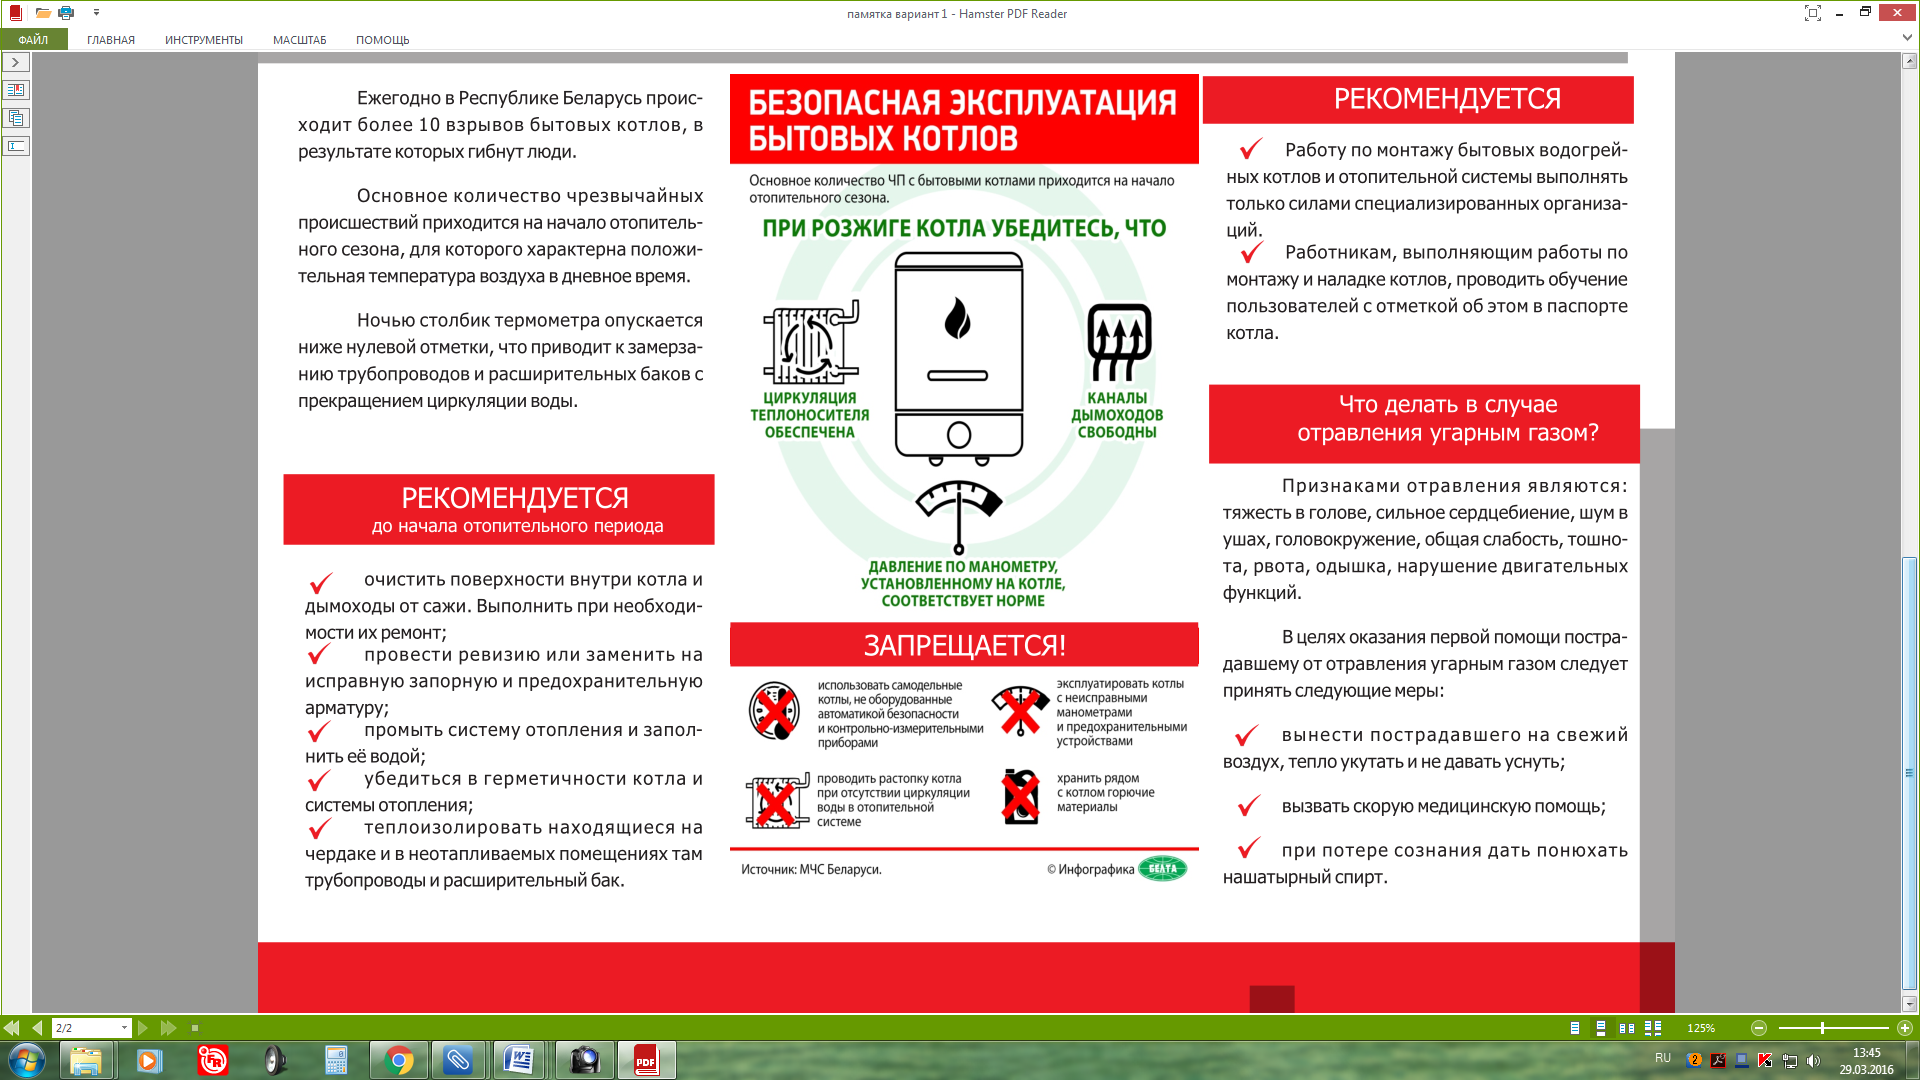 памятка вариант 1 - Hamster PDF Reader
ФАЙЛ
ГЛАВНАЯ
ИНСТРУМЕНТЫ
МАСШТАБ
ПОМОЩЬ
Ежегодно в Республике Беларусь проис-
ходит более 10 взрывов бытовых котлов, в
результате которых гибнут люди.
Основное количество чрезвычайных
происшествий приходится на начало отопитель-
ного сезона, для которого характерна положи-
тельная температура воздуха в дневное время.
Ночью столбик термометра опускается
ниже нулевой отметки, что приводит к замерза-
нию трубопроводов и расширительных баков с
прекращением циркуляции воды.
РЕКОМЕНДУЕТСЯ
до начала отопительного периода
очистить поверхности внутри котла и
дымоходы от сажи. Выполнить при необходи-
мости их ремонт;
провести ревизию или заменить на
исправную запорную и предохранительную
арматуру;
промыть систему отопления и запол-
нить её водой;
убедиться в герметичности котла и
системы отопления;
теплоизолировать находящиеся на
чердаке и в неотапливаемых помещениях там
трубопроводы и расширительный бак.
БЕЗОПАСНАЯ ЭКСПЛУАТАЦИЯ
БЫТОВЫХ КОТЛОВ
Основное количество ЧП с бытовыми котлами приходится на начало
отопительного сезона.
ПРИ РОЗЖИГЕ КОТЛА УБЕДИТЕСЬ, ЧТО
ЦИРКУЛЯЦИЯ
ТЕПЛОНОСИТЕЛЯ
ОБЕСПЕЧЕНА
КАНАЛЫ
ДЫМОХОДОВ
СВОБОДНЫ
ДАВЛЕНИЕ ПО МАНОМЕТРУ,
УСТАНОВЛЕННОМУ НА КОТЛЕ,
СООТВЕТСТВУЕТ НОРМЕ
ЗАПРЕЩАЕТСЯ!
использовать самодельные
котлы, не оборудованные
автоматикой безопасности
и контрольно-измерительными
приборами
эксплуатировать котлы
с неисправными
манометрами
и предохранительными
устройствами
проводить растопку котла
при отсутствии циркуляции
воды в отопительной
системе
хранить рядом
с котлом горючие
материалы
Источник: МЧС Беларуси.
© Инфографика
БЕЛТА
РЕКОМЕНДУЕТСЯ
Работу по монтажу бытовых водогрей-
ных котлов и отопительной системы выполнять
только силами специализированных организа-
ций.
Работникам, выполняющим работы по
монтажу и наладке котлов, проводить обучение
пользователей с отметкой об этом в паспорте
котла.
Что делать в случае
отравления угарным газом?
Признаками отравления являются:
тяжесть в голове, сильное сердцебиение, шум в
ушах, головокружение, общая слабость, тошно-
та, рвота, одышка, нарушение двигательных
функций.
В целях оказания первой помощи постра-
давшему от отравления угарным газом следует
принять следующие меры:
вынести пострадавшего на свежий
воздух, тепло укутать и не давать уснуть;
вызвать скорую медицинскую помощь;
при потере сознания дать понюхать
нашатырный спирт.
2/2
125%
PDF
RU
2
13:45
29.03.2016